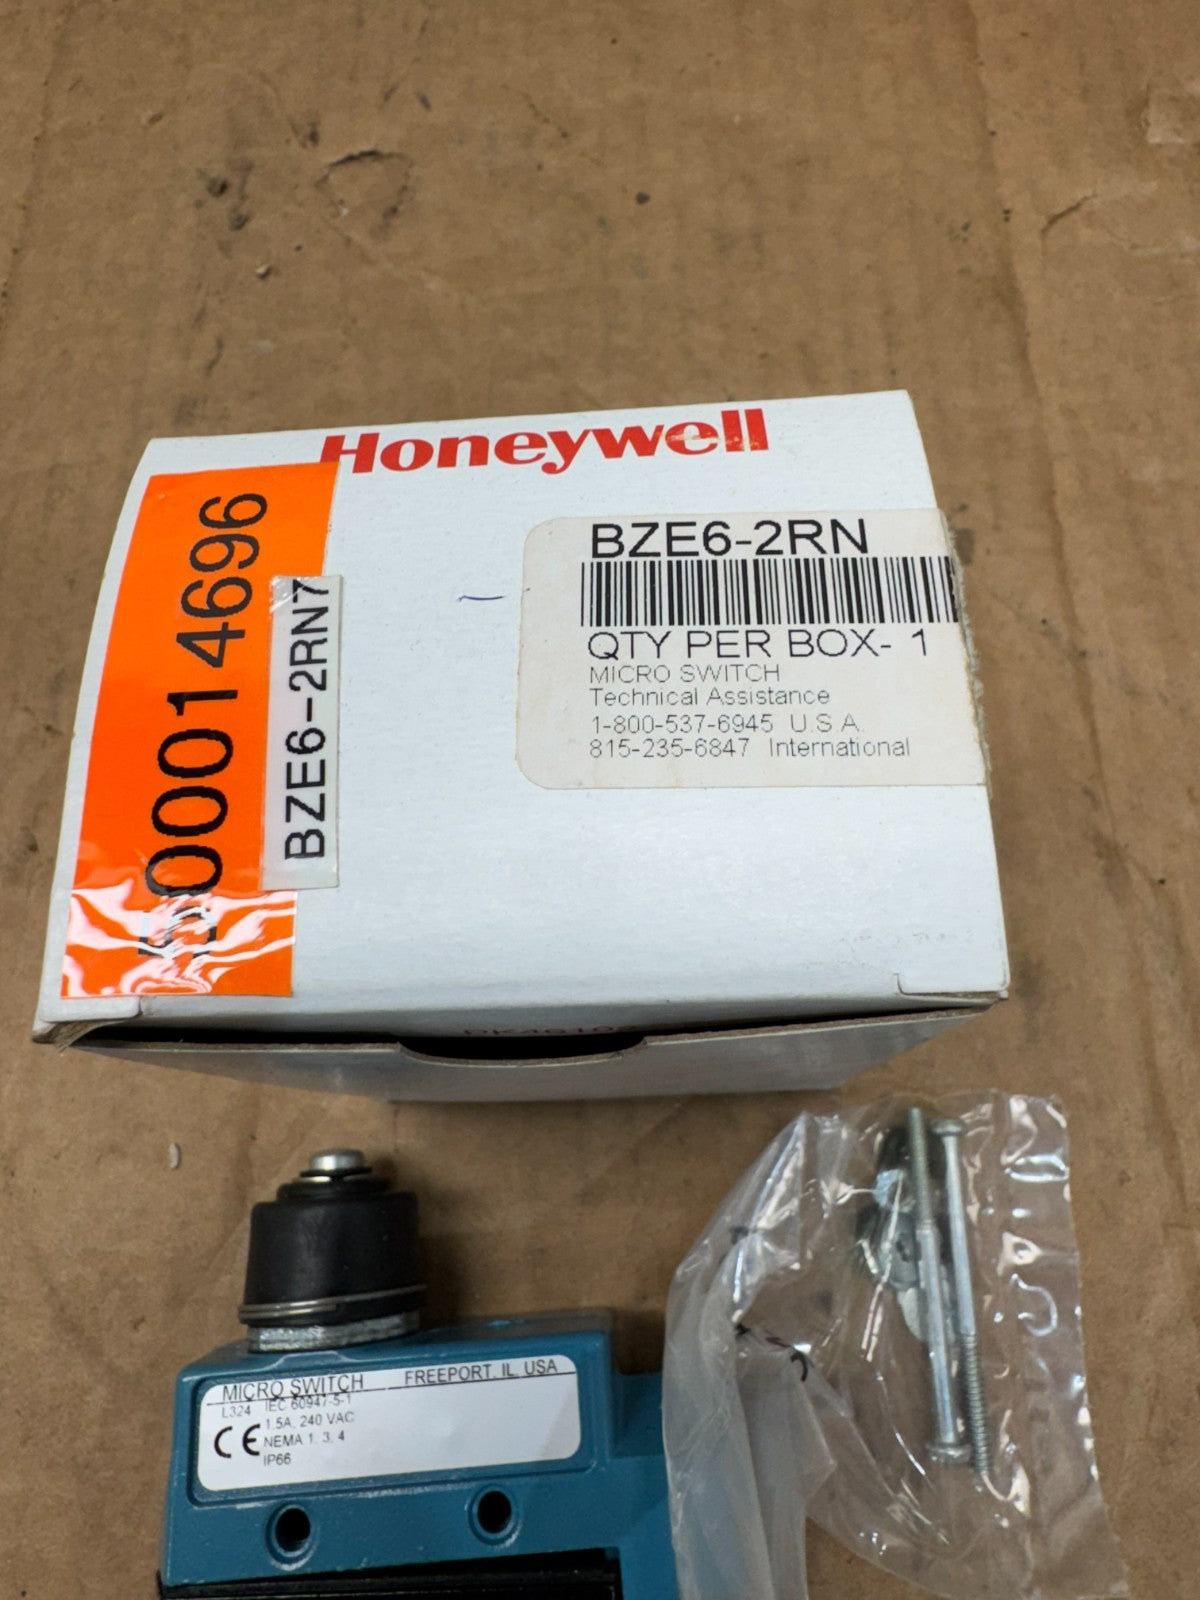 Honeywell
500014696
BZE6-2RN7
BZE6-2RN
QTY PER BOX- 1
MICRO SWITCH
Technical Assistance
1-800-537-6945 U.S.A.
815-235-6847 International
MICRO SWITCH FREEPORT, IL, USA
L324 IEC 60947-5-1
1.5A, 240 VAC
CE NEMA 1, 3, 4
IP66